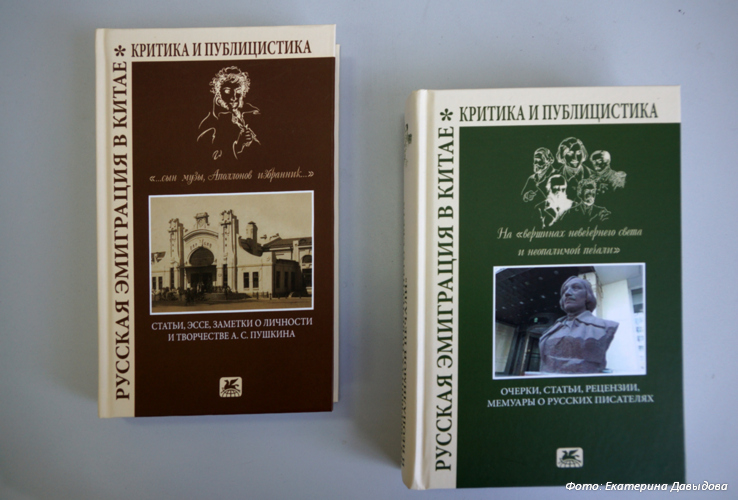 РУССКАЯ ЭМИГРАЦИЯ В КИТАЕ * КРИТИКА И ПУБЛИЦИСТИКА
«...сын музы, Аполлонов избранник...»
СТАТЬИ, ЭССЕ, ЗАМЕТКИ О ЛИЧНОСТИ
И ТВОРЧЕСТВЕ А. С. ПУШКИНА
РУССКАЯ ЭМИГРАЦИЯ В КИТАЕ * КРИТИКА И ПУБЛИЦИСТИКА
На «вершинах невечернего света
и неопалимой печали»
ОЧЕРКИ, СТАТЬИ, РЕЦЕНЗИИ,
МЕМУАРЫ О РУССКИХ ПИСАТЕЛЯХ
Фото: Екатерина Давыдова